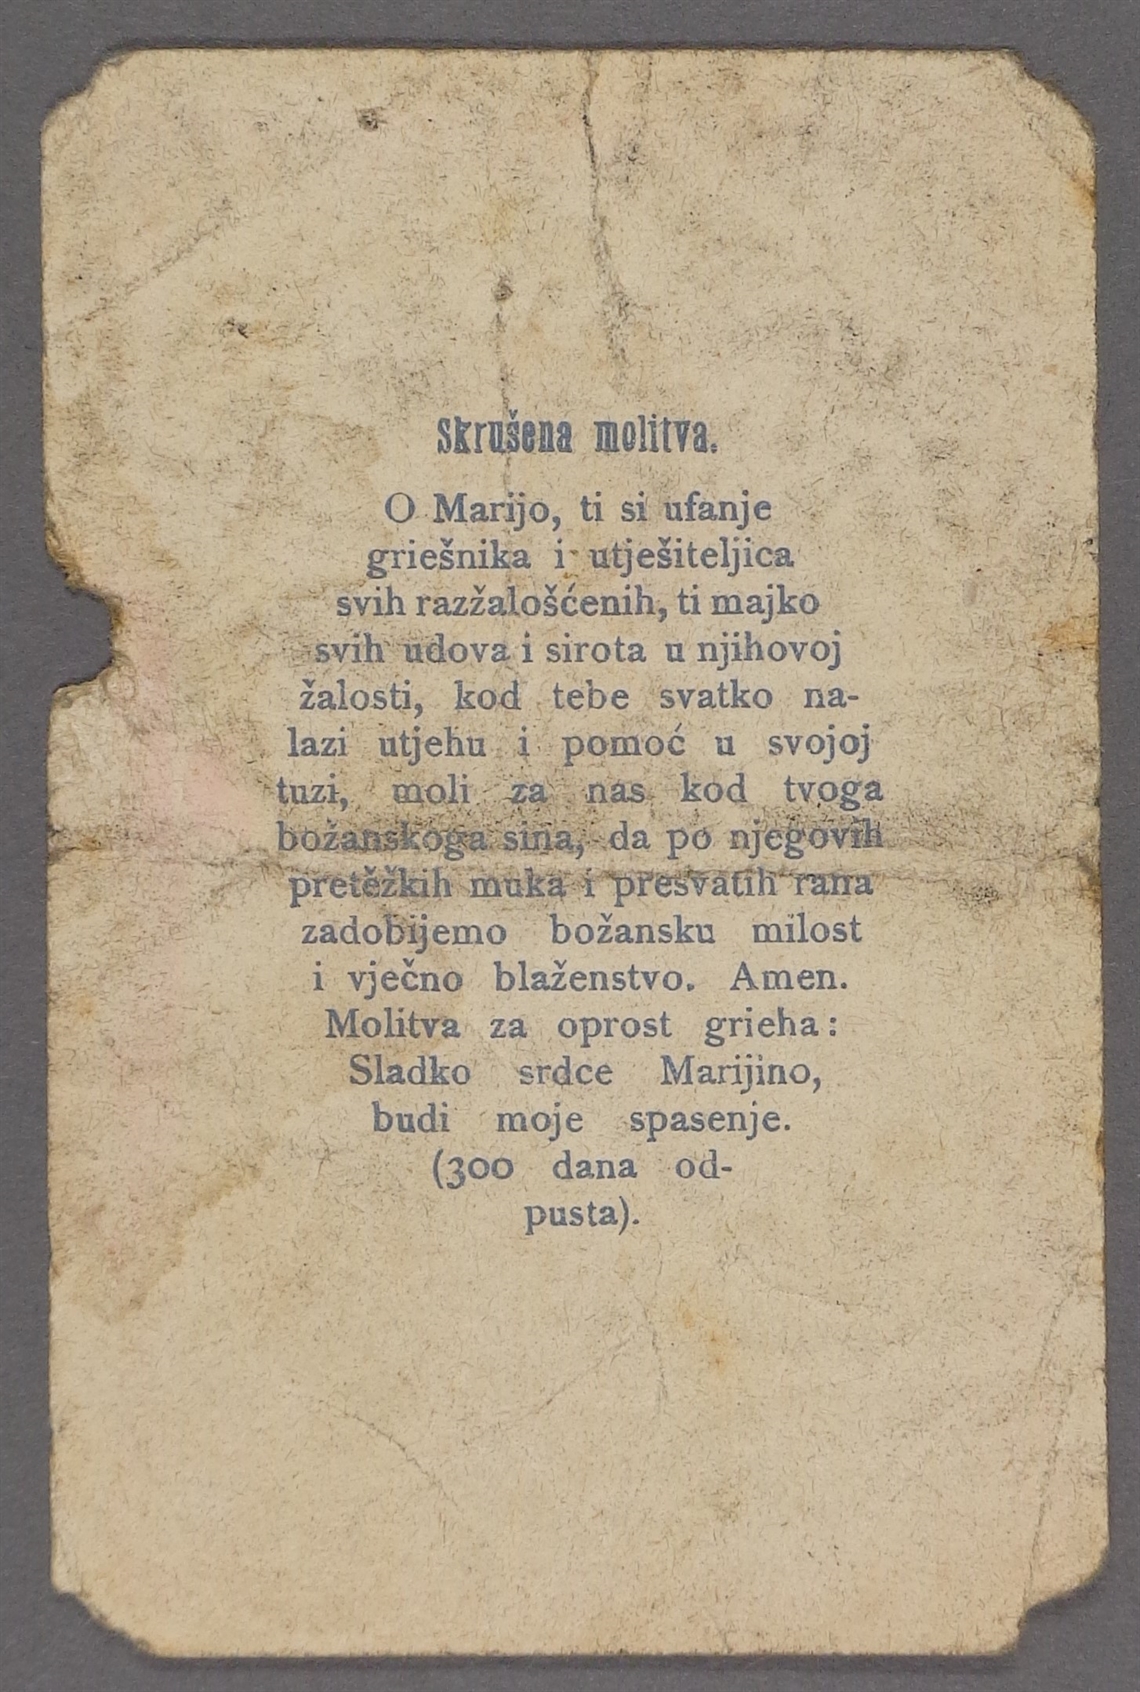 Skrušena molitva.
O Marijo, ti si ufanje
griešnika i utješiteljica
svih razžalošćenih, ti majko
svih udova i sirota u njihovoj
žalosti, kod tebe svatko na-
lazi utjehu i pomoć u svojoj
tuzi, moli za nas kod tvoga
božanskoga sina, da po njegovih
pretěžkih muka i presvatih rana
zadobijemo božansku milost
i vječno blaženstvo. Amen.
Molitva za oprost grieha:
Sladko srdce Marijino,
budi moje spasenje.
(300 dana od-
pusta).